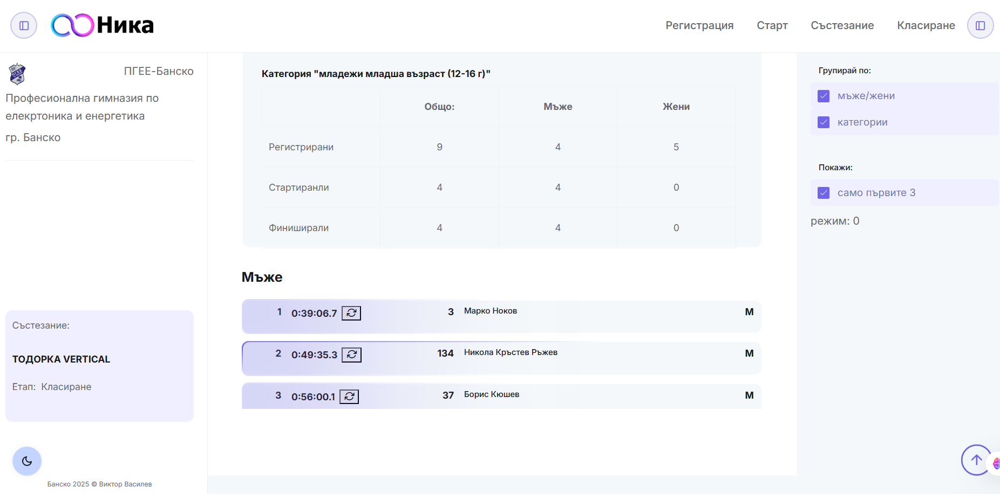 Ника
Регистрация Старт Състезание Класиране
ПГЕЕ-Банско
Професионална гимназия по
електроника и енергетика
гр. Банско
Състезание:
ТОДОРКА VERTICAL
Етап: Класиране
Банско 2025 © Виктор Василев
Категория "младежи младша възраст (12-16 г)"
Общо: Мъже Жени
Регистрирани 9 4 5
Стартиранли 4 4 0
Финиширали 4 4 0
Мъже
1 0:39:06.7 3 Марко Ноков М
2 0:49:35.3 134 Никола Кръстев Ръжев М
3 0:56:00.1 37 Борис Кюшев М
Групирай по:
мъже/жени
категории
Покажи:
само първите 3
режим: 0